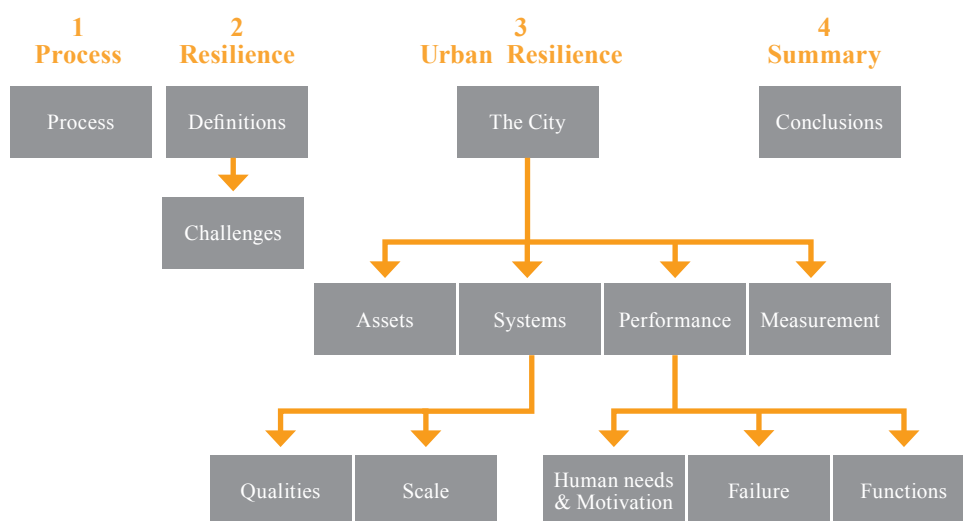 1
Process
2
Resilience
3
Urban Resilience
4
Summary
Process
Definitions
The City
Conclusions
Challenges
Assets
Systems
Performance
Measurement
Qualities
Scale
Human needs
& Motivation
Failure
Functions